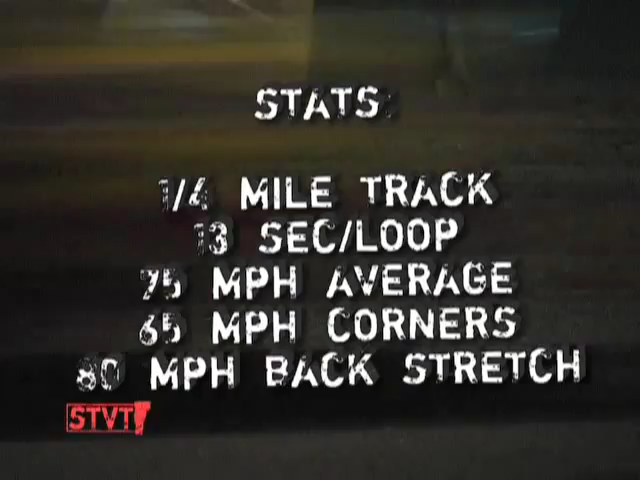 STATS:
1/4 MILE TRACK
13 SEC/LOOP
75 MPH AVERAGE
65 MPH CORNERS
80 MPH BACK STRETCH
STVT